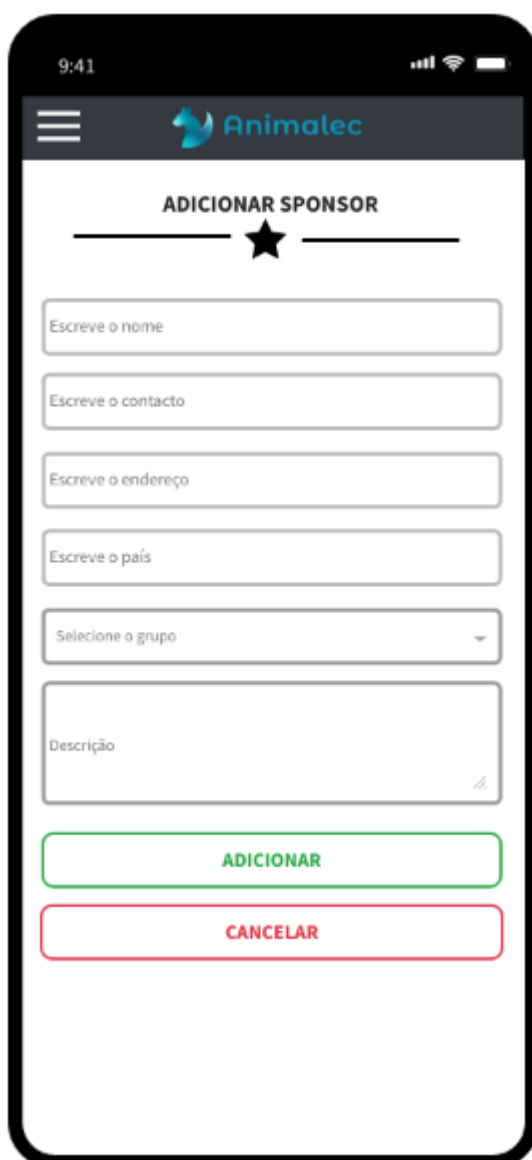 9:41
Animalec
ADICIONAR SPONSOR
Escreve o nome
Escreve o contacto
Escreve o endereço
Escreve o país
Selecione o grupo
Descrição
ADICIONAR
CANCELAR